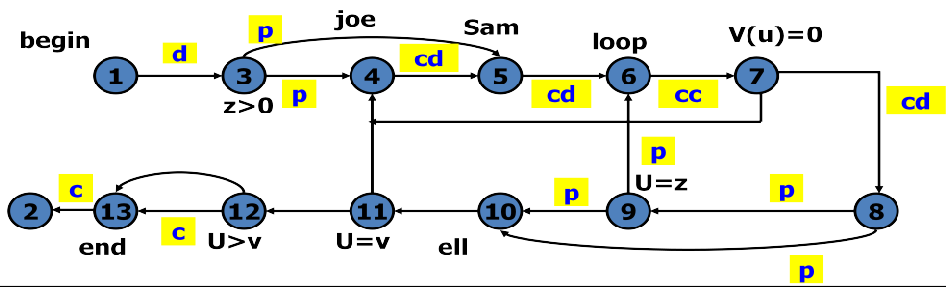 joe
Sam
p
begin
loop
V(u)=0
d
cd
1
3
4
5
6
7
z>0
p
cd
cc
cd
p
U=z
c
p
p
2
13
12
11
10
9
8
end
c
U>v
U=v
ell
p